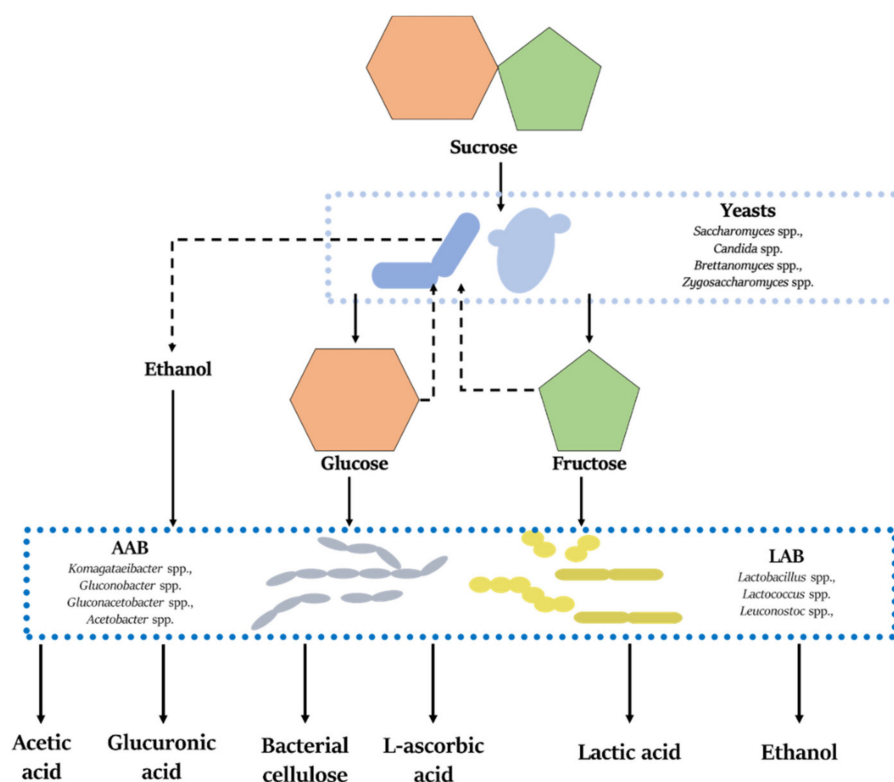 Sucrose
Yeasts
Saccharomyces spp.,
Candida spp.
Brettanomyces spp.,
Zygosaccharomyces spp.
Ethanol
Glucose
Fructose
AAB
Komagataeibacter spp.,
Gluconobacter spp.
Gluconacetobacter spp.,
Acetobacter spp.
LAB
Lactobacillus spp.,
Lactococcus spp.
Leuconostoc spp.,
Acetic
acid
Glucuronic
acid
Bacterial
cellulose
L-ascorbic
acid
Lactic acid
Ethanol